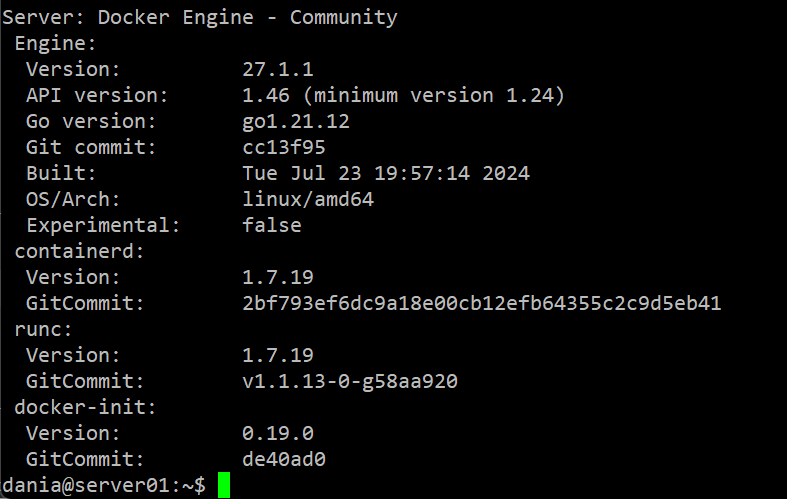 Server: Docker Engine - Community
 Engine:
  Version:          27.1.1
  API version:      1.46 (minimum version 1.24)
  Go version:       go1.21.12
  Git commit:       cc13f95
  Built:            Tue Jul 23 19:57:14 2024
  OS/Arch:          linux/amd64
  Experimental:     false
 containerd:
  Version:          1.7.19
  GitCommit:        2bf793ef6dc9a18e00cb12efb64355c2c9d5eb41
 runc:
  Version:          1.7.19
  GitCommit:        v1.1.13-0-g58aa920
 docker-init:
  Version:          0.19.0
  GitCommit:        de40ad0
dania@server01:~$